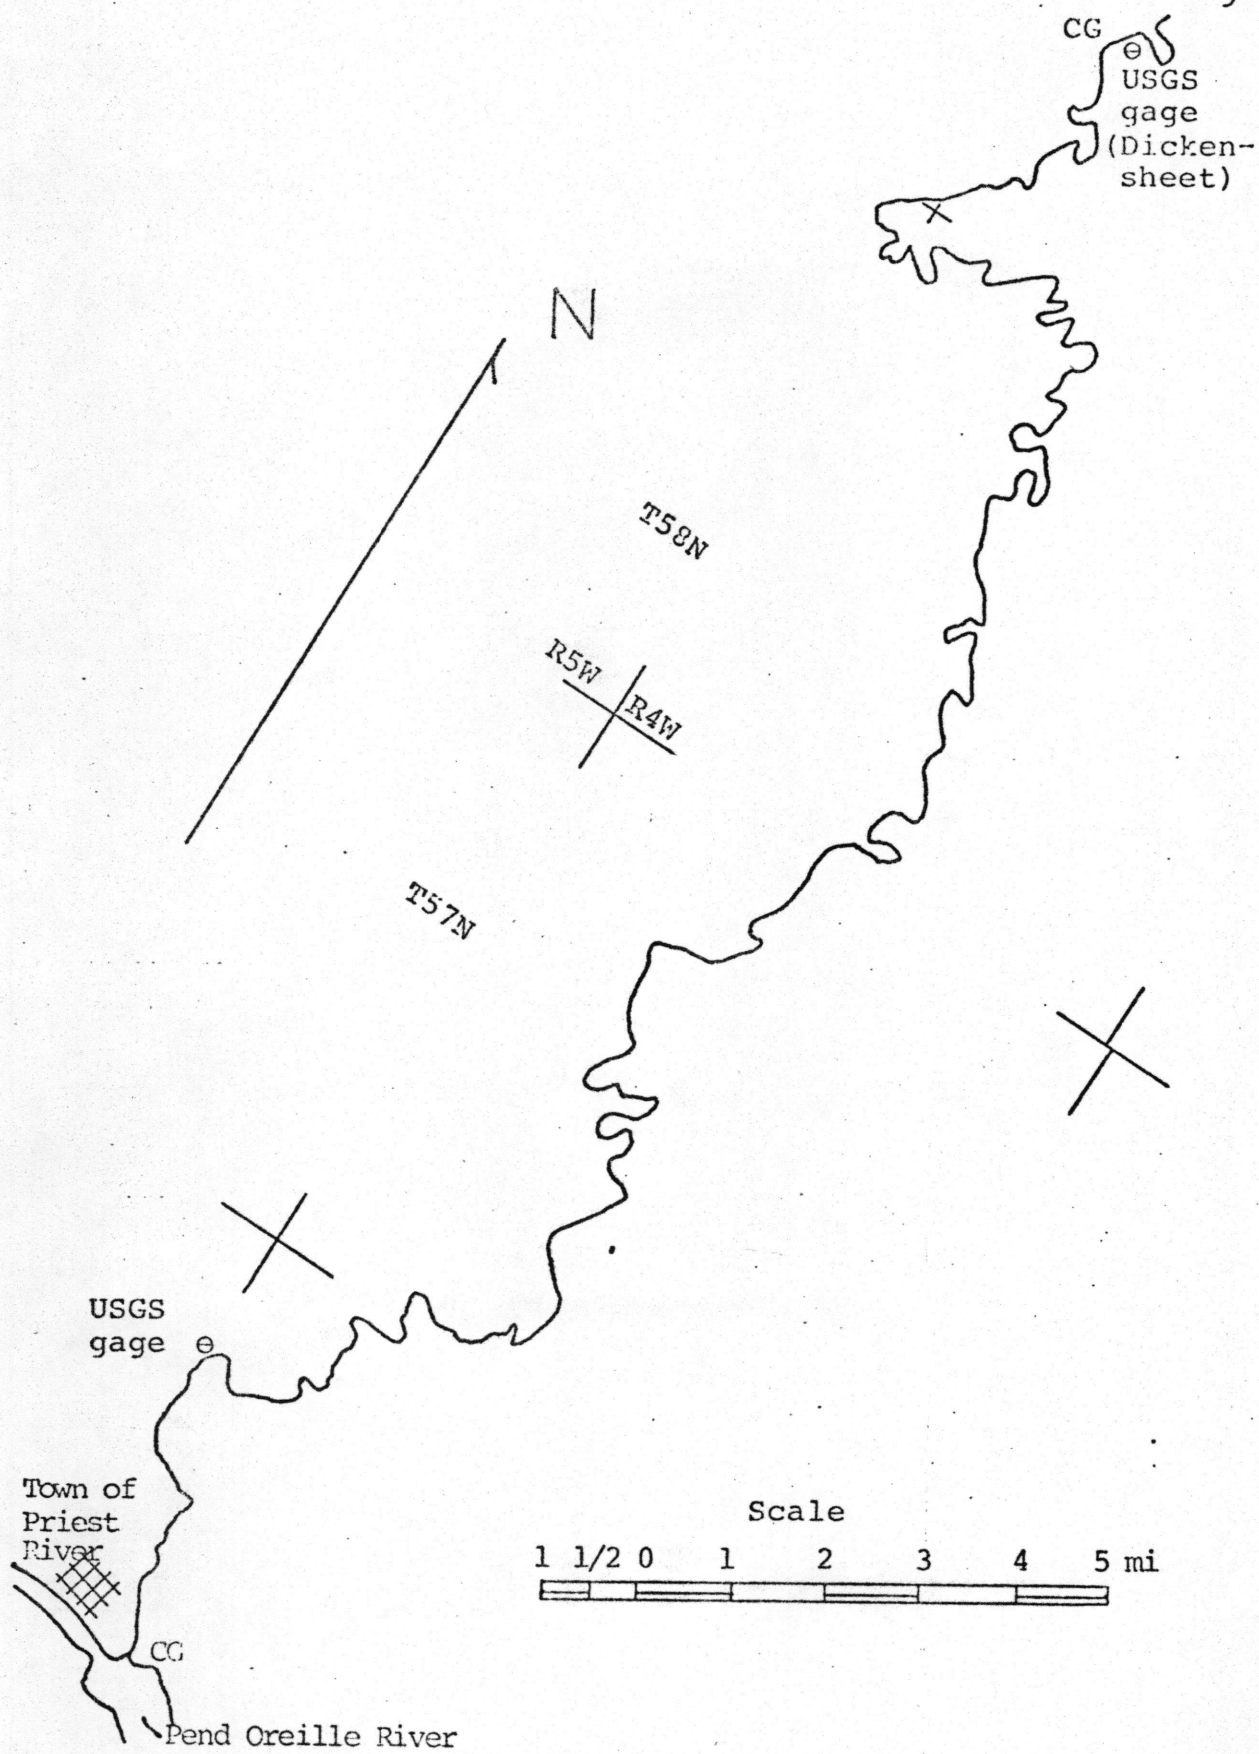 CG
USGS
gage
(Dicken-
sheet)
N
T58N
R5W
R4W
T57N
USGS
gage
Town of
Priest
River
Scale
1 1/2 0 1 2 3 4 5 mi
CG
Pend Oreille River